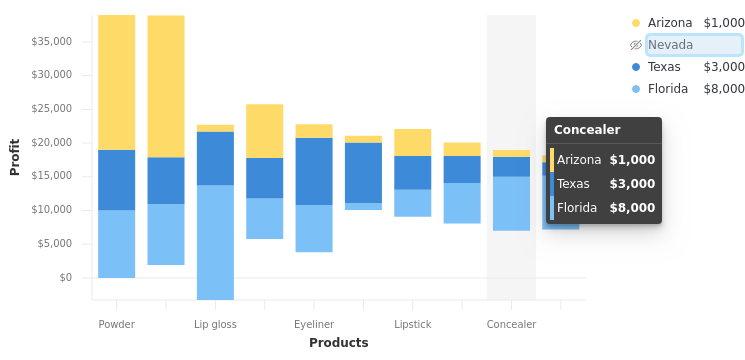 Arizona $1,000
Nevada
Texas $3,000
Florida $8,000
Profit
$35,000
$30,000
$25,000
$20,000
$15,000
$10,000
$5,000
$0
Concealer
Arizona $1,000
Texas $3,000
Florida $8,000
Powder Lip gloss Eyeliner Lipstick Concealer
Products